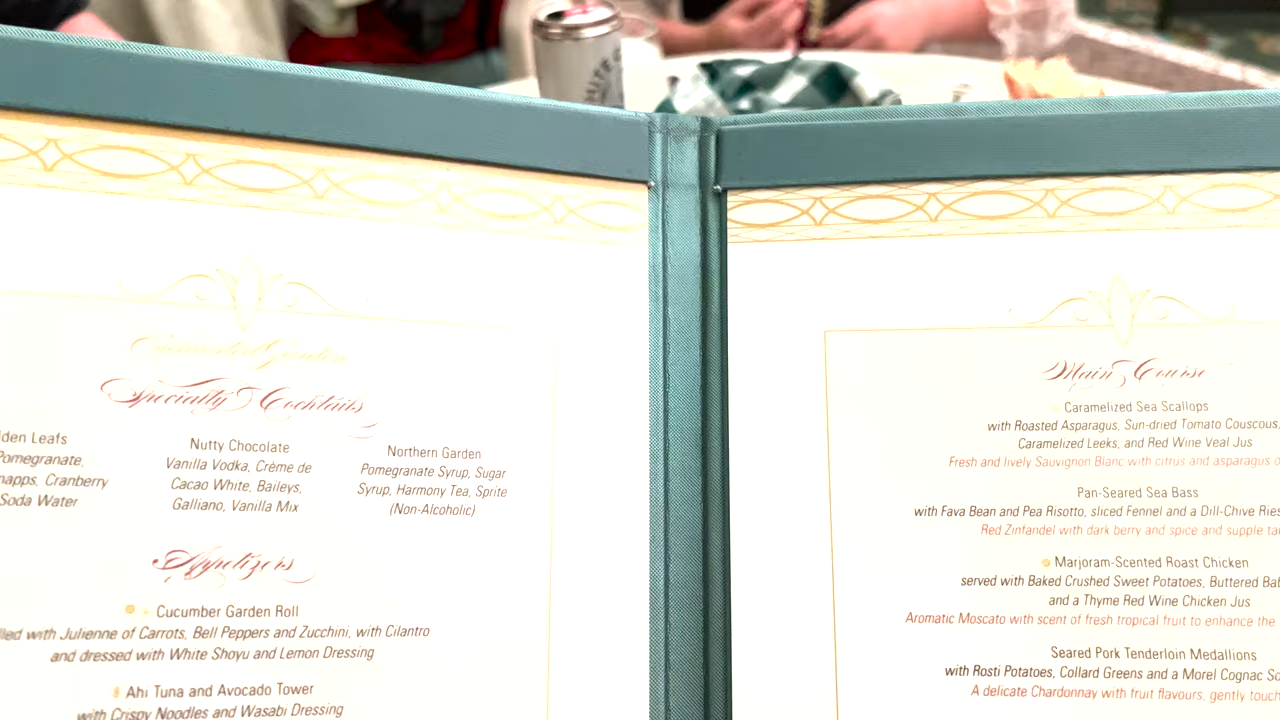 Enchanted Garden
Specialty Cocktails
lden Leafs
Pomegranate,
napps, Cranberry
Soda Water
Nutty Chocolate
Vanilla Vodka, Crème de
Cacao White, Baileys,
Galliano, Vanilla Mix
Northern Garden
Pomegranate Syrup, Sugar
Syrup, Harmony Tea, Sprite
(Non-Alcoholic)
Appetizers
Cucumber Garden Roll
lled with Julienne of Carrots, Bell Peppers and Zucchini, with Cilantro
and dressed with White Shoyu and Lemon Dressing
Ahi Tuna and Avocado Tower
with Crispy Noodles and Wasabi Dressing
Main Course
Caramelized Sea Scallops
with Roasted Asparagus, Sun-dried Tomato Couscous,
Caramelized Leeks, and Red Wine Veal Jus
Fresh and lively Sauvignon Blanc with citrus and asparagus
Pan-Seared Sea Bass
with Fava Bean and Pea Risotto, sliced Fennel and a Dill-Chive Ries
Red Zinfandel with dark berry and spice and supple ta
Marjoram-Scented Roast Chicken
served with Baked Crushed Sweet Potatoes, Buttered Bab
and a Thyme Red Wine Chicken Jus
Aromatic Moscato with scent of fresh tropical fruit to enhance the
Seared Pork Tenderloin Medallions
with Rosti Potatoes, Collard Greens and a Morel Cognac S
A delicate Chardonnay with fruit flavours, gently touch